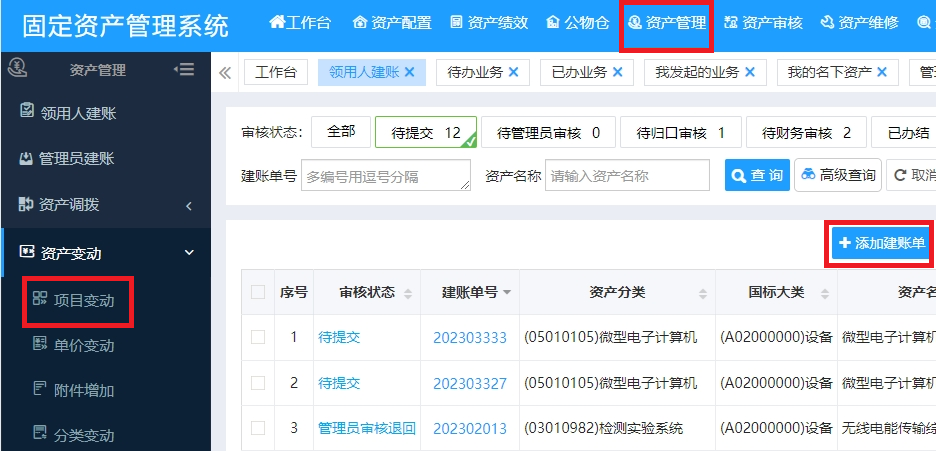 固定资产管理系统 工作台 资产配置 资产绩效 公物仓 资产管理 资产审核 资产维修
资产管理
领用人建账
管理员建账
资产调拨
资产变动
项目变动
单价变动
附件增加
分类变动
工作台 领用人建账 待办业务 已办业务 我发起的业务 我的名下资产 管
审核状态: 全部 待提交 12 待管理员审核 0 待归口审核 1 待财务审核 2 已办结
建账单号 多编号用逗号分隔 资产名称 请输入资产名称 查 询 高级查询 取消
添加建账单
序号 审核状态 建账单号 资产分类 国标大类 资产名
1 待提交 202303333 (05010105)微型电子计算机 (A02000000)设备 微型电子计算
2 待提交 202303327 (05010105)微型电子计算机 (A02000000)设备 微型电子计算
3 管理员审核退回 202302013 (03010982)检测实验系统 (A02000000)设备 无线电能传输综